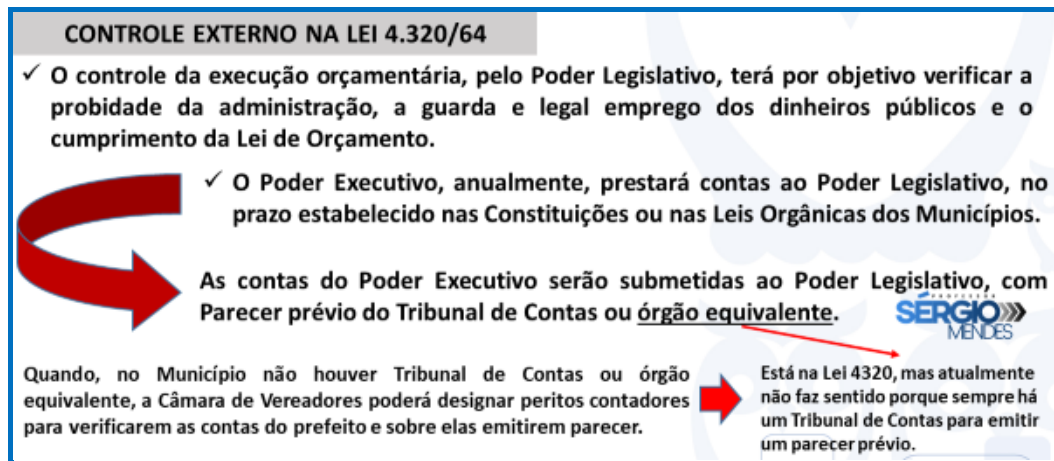 CONTROLE EXTERNO NA LEI 4.320/64
✓ O controle da execução orçamentária, pelo Poder Legislativo, terá por objetivo verificar a
probidade da administração, a guarda e legal emprego dos dinheiros públicos e o
cumprimento da Lei de Orçamento.
✓ O Poder Executivo, anualmente, prestará contas ao Poder Legislativo, no
prazo estabelecido nas Constituições ou nas Leis Orgânicas dos Municípios.
As contas do Poder Executivo serão submetidas ao Poder Legislativo, com
Parecer prévio do Tribunal de Contas ou órgão equivalente.
PROFESSOR
SÉRGIO
MENDES
Quando, no Município não houver Tribunal de Contas ou órgão
equivalente, a Câmara de Vereadores poderá designar peritos contadores
para verificarem as contas do prefeito e sobre elas emitirem parecer.
Está na Lei 4320, mas atualmente
não faz sentido porque sempre há
um Tribunal de Contas para emitir
um parecer prévio.